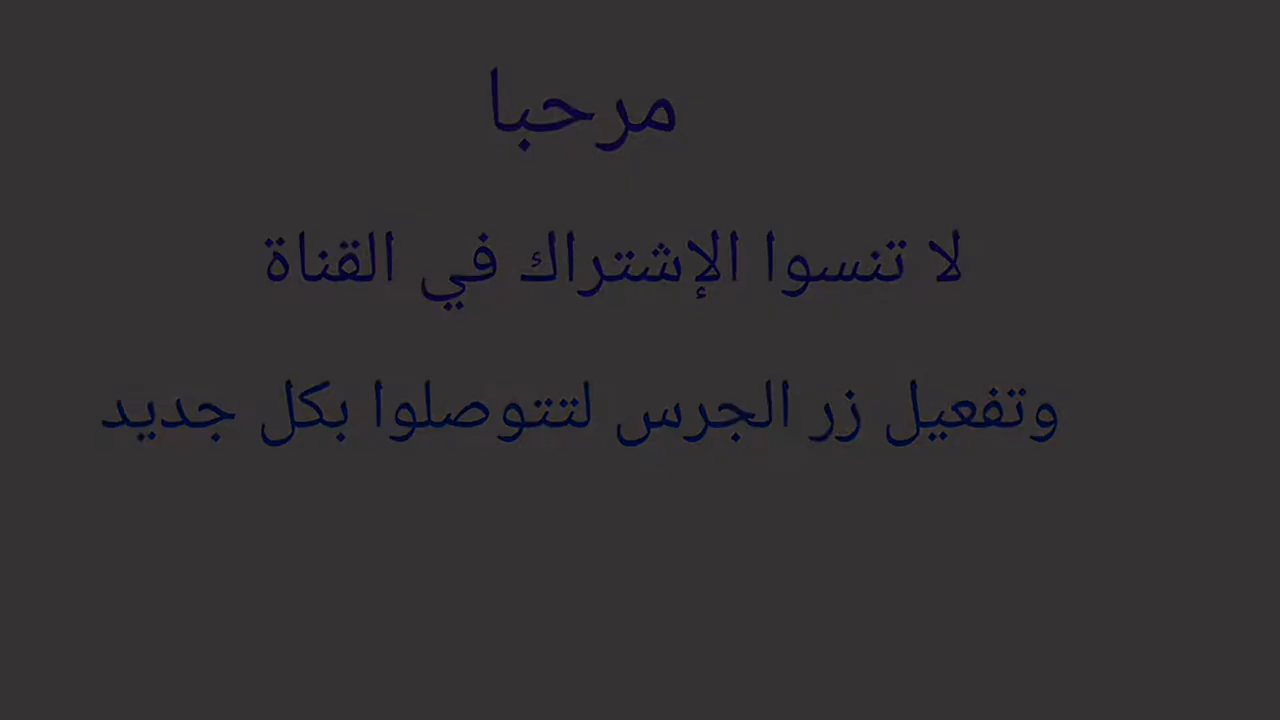 مرحبا
لا تنسوا الإشتراك في القناة
وتفعيل زر الجرس لتتوصلوا بكل جديد